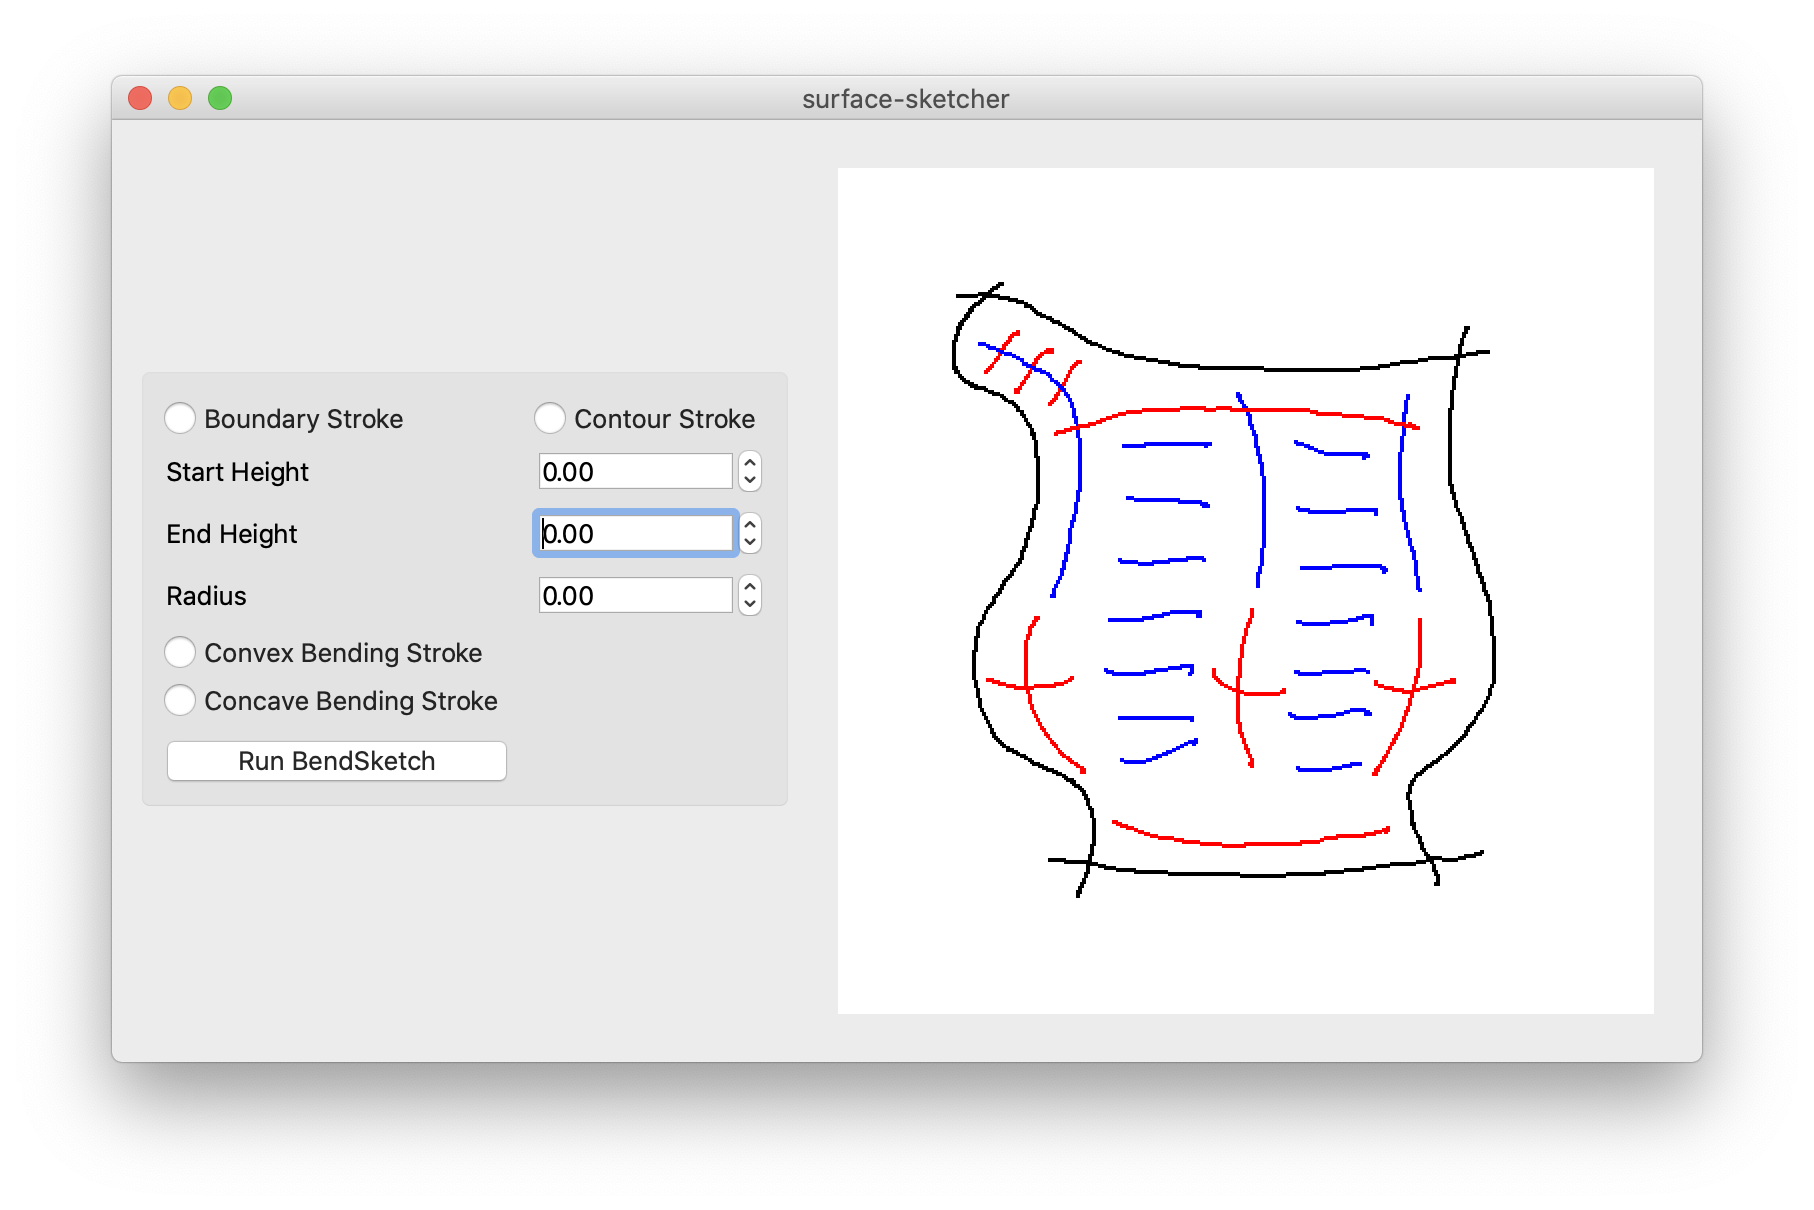 surface-sketcher
Boundary Stroke
Contour Stroke
Start Height
0.00
End Height
0.00
Radius
0.00
Convex Bending Stroke
Concave Bending Stroke
Run BendSketch